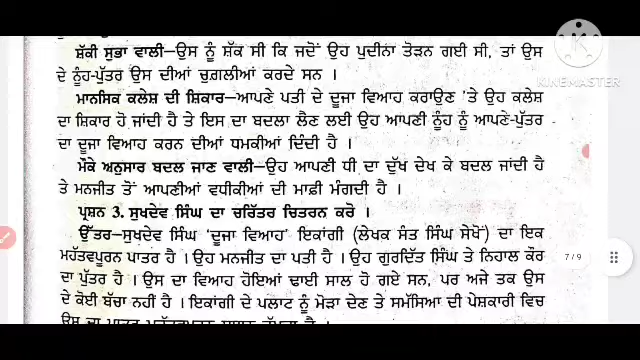 ਸ਼ੱਕੀ ਸੁਭਾ ਵਾਲੀ–ਉਸ ਨੂੰ ਸ਼ੱਕ ਸੀ ਕਿ ਜਦੋਂ ਉਹ ਪੁਦੀਨਾ ਤੋੜਨ ਗਈ ਸੀ, ਤਾਂ ਉਸ
ਦੇ ਨੂੰਹ-ਪੁੱਤਰ ਉਸ ਦੀਆਂ ਚੁਗ਼ਲੀਆਂ ਕਰਦੇ ਸਨ ।
ਮਾਨਸਿਕ ਕਲੇਸ਼ ਦੀ ਸ਼ਿਕਾਰ–ਆਪਣੇ ਪਤੀ ਦੇ ਦੂਜਾ ਵਿਆਹ ਕਰਾਉਣ 'ਤੇ ਉਹ ਕਲੇਸ਼
ਦਾ ਸ਼ਿਕਾਰ ਹੋ ਜਾਂਦੀ ਹੈ ਤੇ ਇਸ ਦਾ ਬਦਲਾ ਲੈਣ ਲਈ ਉਹ ਆਪਣੀ ਨੂੰਹ ਨੂੰ ਆਪਣੇ-ਪੁੱਤਰ
ਦਾ ਦੂਜਾ ਵਿਆਹ ਕਰਨ ਦੀਆਂ ਧਮਕੀਆਂ ਦਿੰਦੀ ਹੈ ।
ਮੌਕੇ ਅਨੁਸਾਰ ਬਦਲ ਜਾਣ ਵਾਲੀ–ਉਹ ਆਪਣੀ ਧੀ ਦਾ ਦੁੱਖ ਦੇਖ ਕੇ ਬਦਲ ਜਾਂਦੀ ਹੈ
ਤੇ ਮਨਜੀਤ ਤੋਂ ਆਪਣੀਆਂ ਵਧੀਕੀਆਂ ਦੀ ਮਾਫ਼ੀ ਮੰਗਦੀ ਹੈ ।
ਪ੍ਰਸ਼ਨ 3. ਸੁਖਦੇਵ ਸਿੰਘ ਦਾ ਚਰਿੱਤਰ ਚਿਤਰਨ ਕਰੋ ।
ਉੱਤਰ–ਸੁਖਦੇਵ ਸਿੰਘ 'ਦੂਜਾ ਵਿਆਹ' ਇਕਾਂਗੀ (ਲੇਖਕ ਸੰਤ ਸਿੰਘ ਸੇਖੋਂ) ਦਾ ਇਕ
ਮਹੱਤਵਪੂਰਨ ਪਾਤਰ ਹੈ । ਉਹ ਮਨਜੀਤ ਦਾ ਪਤੀ ਹੈ । ਉਹ ਗੁਰਦਿੱਤ ਸਿੰਘ ਤੇ ਨਿਹਾਲ ਕੌਰ
ਦਾ ਪੁੱਤਰ ਹੈ । ਉਸ ਦਾ ਵਿਆਹ ਹੋਇਆਂ ਢਾਈ ਸਾਲ ਹੋ ਗਏ ਸਨ, ਪਰ ਅਜੇ ਤਕ ਉਸ
ਦੇ ਕੋਈ ਬੱਚਾ ਨਹੀਂ ਹੈ । ਇਕਾਂਗੀ ਦੇ ਪਲਾਟ ਨੂੰ ਮੋੜਾ ਦੇਣ ਤੇ ਸਮੱਸਿਆ ਦੀ ਪੇਸ਼ਕਾਰੀ ਵਿਚ
7/9
KINEMASTER